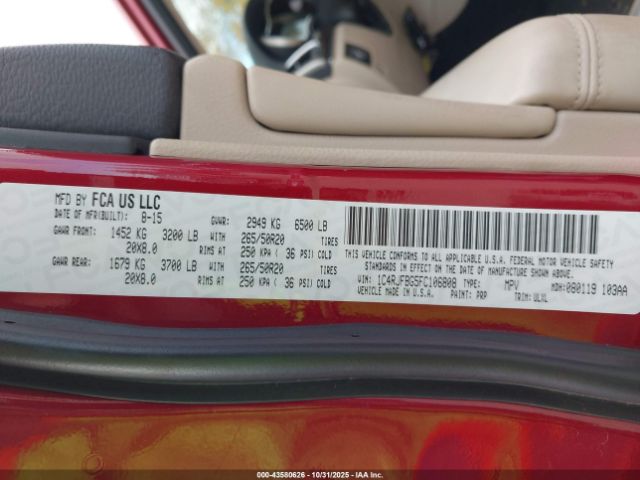 MFD BY FCA US LLC
DATE OF MFR(BUILT): 8-15 GVWR: 2949 KG 6500 LB
GAWR FRONT: 1452 KG 3200 LB WITH 265/50R20 TIRES
20X8.0 RIMS AT 250 KPA ( 36 PSI) COLD
GAWR REAR: 1679 KG 3700 LB WITH 265/50R20 TIRES
20X8.0 RIMS AT 250 KPA ( 36 PSI) COLD
THIS VEHICLE CONFORMS TO ALL APPLICABLE U.S.A. FEDERAL MOTOR VEHICLE SAFETY
STANDARDS IN EFFECT ON THE DATE OF MANUFACTURE SHOWN ABOVE.
VIN: 1C4RJFBG5FC106808 TYPE: MPV MDH: 080119 103AA
VEHICLE MADE IN U.S.A. PAINT: PRP TRIM: ULXL
000-43580626 - 10/31/2025 - IAAI, Inc.